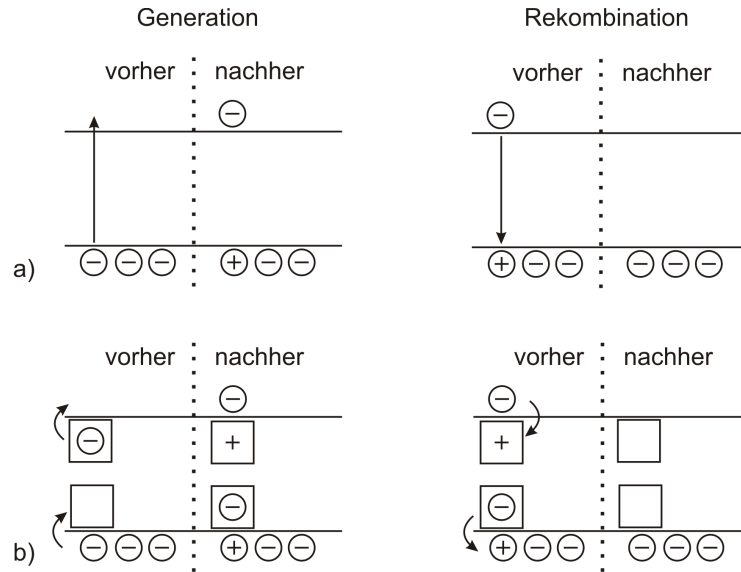 Generation
Rekombination
vorher nachher
vorher nachher
−
−
a)
− − −
+ − −
+ − −
− − −
vorher nachher
vorher nachher
−
−
−
+
+
−
−
b)
− − −
+ − −
+ − −
− − −